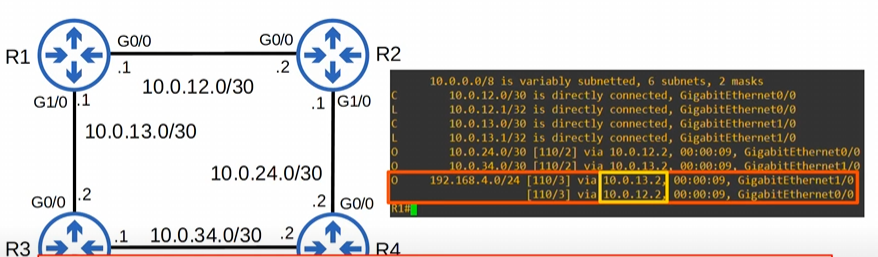 R1
G0/0
G0/0
R2
.1
10.0.12.0/30
.2
G1/0
.1
.1
G1/0
10.0.13.0/30
10.0.24.0/30
G0/0
.2
.2
G0/0
R3
.1
10.0.34.0/30
.2
R4
10.0.0.0/8 is variably subnetted, 6 subnets, 2 masks
C 10.0.12.0/30 is directly connected, GigabitEthernet0/0
L 10.0.12.1/32 is directly connected, GigabitEthernet0/0
C 10.0.13.0/30 is directly connected, GigabitEthernet1/0
L 10.0.13.1/32 is directly connected, GigabitEthernet1/0
O 10.0.24.0/30 [110/2] via 10.0.12.2, 00:00:09, GigabitEthernet0/0
O 10.0.34.0/30 [110/2] via 10.0.13.2, 00:00:09, GigabitEthernet1/0
O 192.168.4.0/24 [110/3] via 10.0.13.2, 00:00:09, GigabitEthernet1/0
[110/3] via 10.0.12.2, 00:00:09, GigabitEthernet0/0
R1#